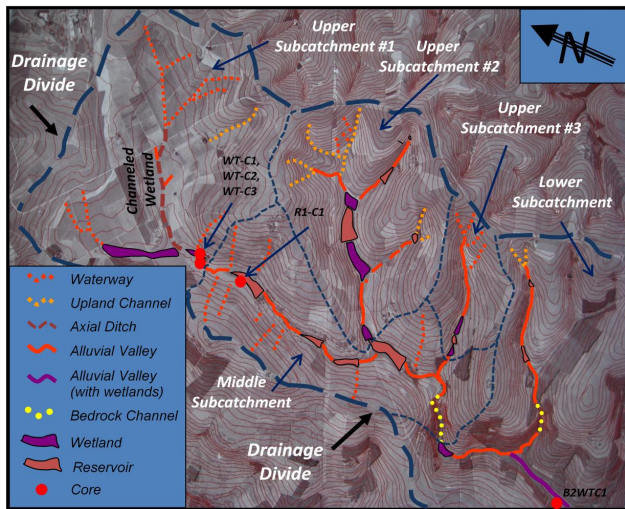 Upper
Subcatchment #1
Upper
Subcatchment #2
N
Drainage
Divide
Upper
Subcatchment #3
Channeled
Wetland
WT-C1,
WT-C2,
WT-C3
R1-C1
Lower
Subcatchment
Waterway
Upland Channel
Axial Ditch
Alluvial Valley
Alluvial Valley
(with wetlands)
Bedrock Channel
Wetland
Reservoir
Core
Middle
Subcatchment
Drainage
Divide
B2WTC1